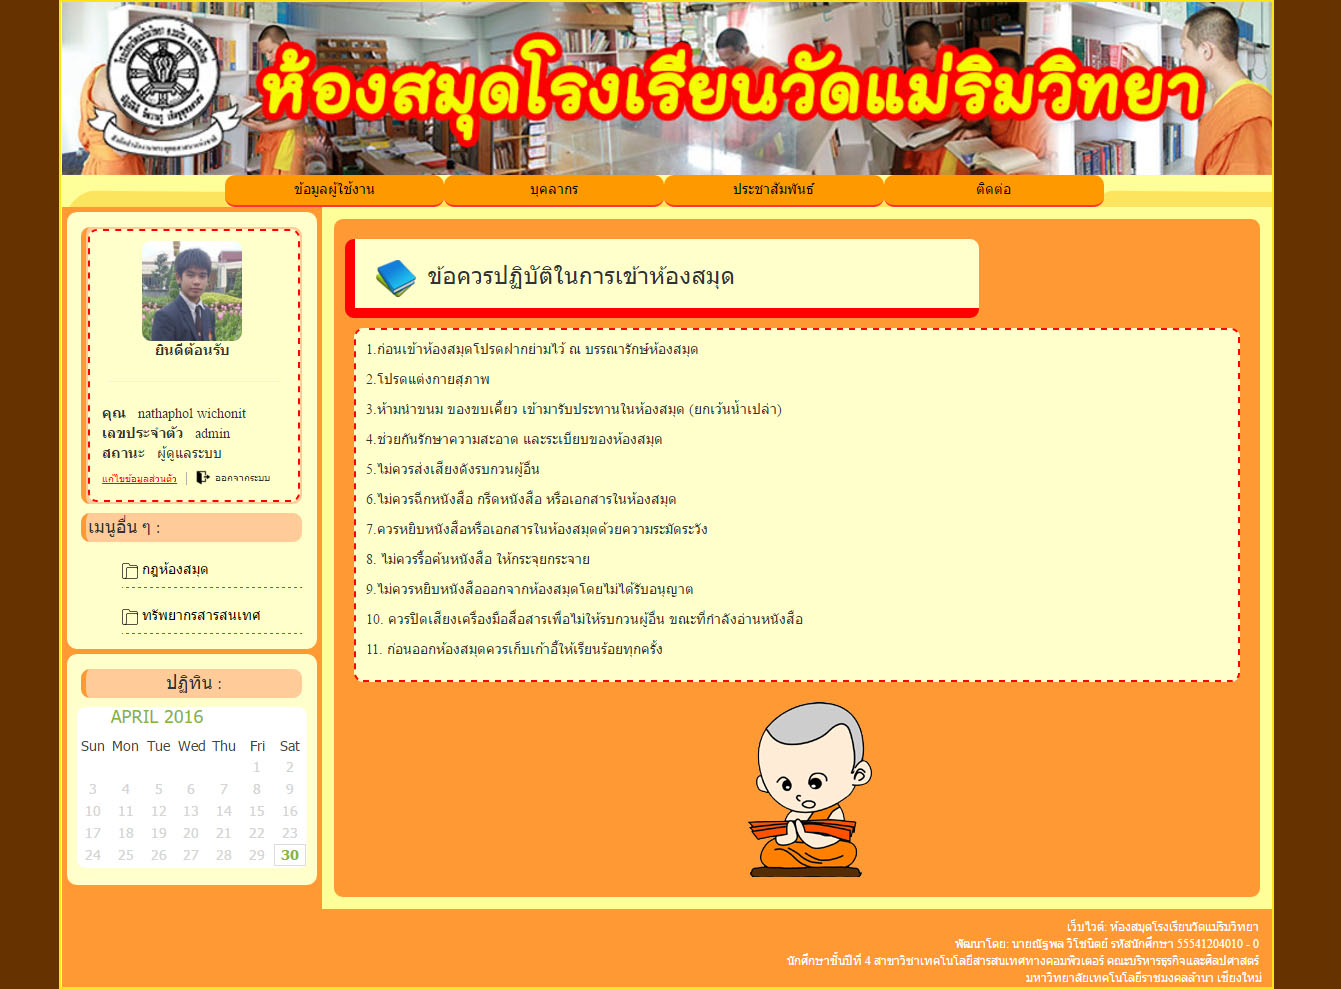 ห้องสมุดโรงเรียนวัดแม่ริมวิทยา
ข้อมูลผู้ใช้งาน
บุคลากร
ประชาสัมพันธ์
ติดต่อ
ยินดีต้อนรับ
คุณ nathaphol wichonit
เลขประจำตัว admin
สถานะ ผู้ดูแลระบบ
แก้ไขข้อมูลส่วนตัว | ออกจากระบบ
เมนูอื่น ๆ :
กฎห้องสมุด
ทรัพยากรสารสนเทศ
ปฏิทิน :
APRIL 2016
Sun Mon Tue Wed Thu Fri Sat
1 2
3 4 5 6 7 8 9
10 11 12 13 14 15 16
17 18 19 20 21 22 23
24 25 26 27 28 29 30
ข้อควรปฏิบัติในการเข้าห้องสมุด
1.ก่อนเข้าห้องสมุดโปรดฝากย่ามไว้ ณ บรรณารักษ์ห้องสมุด
2.โปรดแต่งกายสุภาพ
3.ห้ามนำขนม ของขบเคี้ยว เข้ามารับประทานในห้องสมุด (ยกเว้นน้ำเปล่า)
4.ช่วยกันรักษาความสะอาด และระเบียบของห้องสมุด
5.ไม่ควรส่งเสียงดังรบกวนผู้อื่น
6.ไม่ควรฉีกหนังสือ กรีดหนังสือ หรือเอกสารในห้องสมุด
7.ควรหยิบหนังสือหรือเอกสารในห้องสมุดด้วยความระมัดระวัง
8. ไม่ควรรื้อค้นหนังสือ ให้กระจุยกระจาย
9.ไม่ควรหยิบหนังสือออกจากห้องสมุดโดยไม่ได้รับอนุญาต
10. ควรปิดเสียงเครื่องมือสื่อสารเพื่อไม่ให้รบกวนผู้อื่น ขณะที่กำลังอ่านหนังสือ
11. ก่อนออกห้องสมุดควรเก็บเก้าอี้ให้เรียนร้อยทุกครั้ง
เว็บไวต์: ห้องสมุดโรงเรียนวัดแม่ริมวิทยา
พัฒนาโดย: นายณัฐพล วิโชนิตย์ รหัสนักศึกษา 55541204010 - 0
นักศึกษาชั้นปีที่ 4 สาขาวิชาเทคโนโลยีสารสนเทศทางคอมพิวเตอร์ คณะบริหารธุรกิจและศิลปศาสตร์
มหาวิทยาลัยเทคโนโลยีราชมงคลล้านา เชียงใหม่